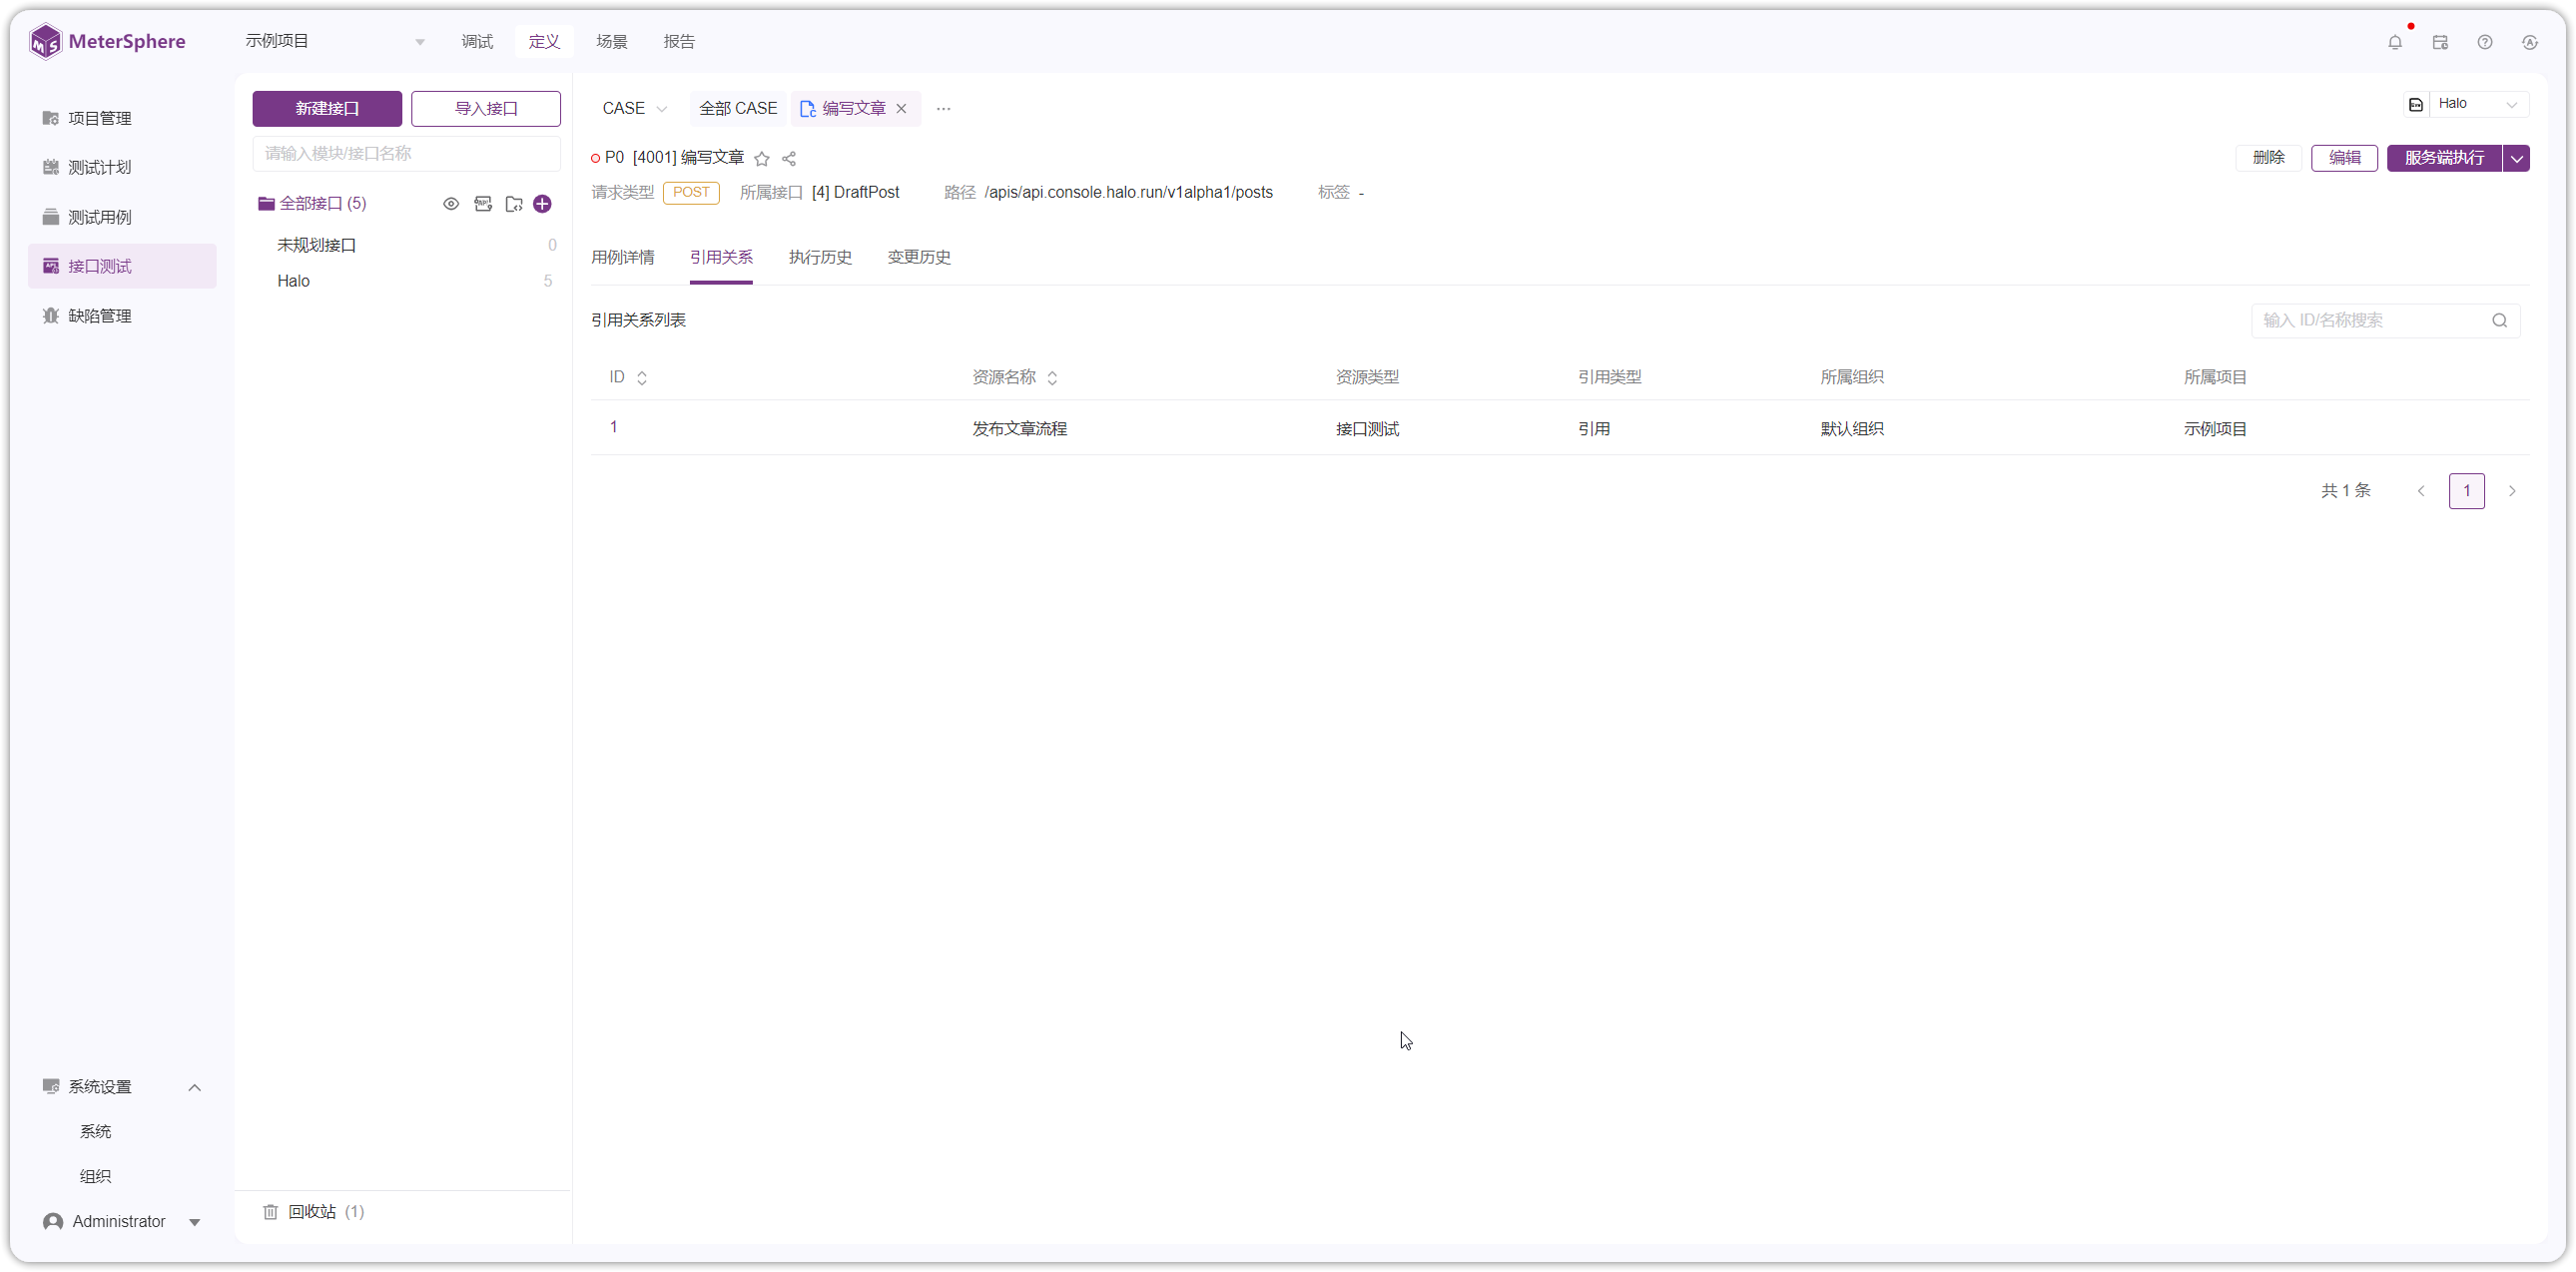 MeterSphere
示例项目
调试
定义
场景
报告
项目管理
测试计划
测试用例
接口测试
缺陷管理
系统设置
系统
组织
Administrator
新建接口
导入接口
请输入模块/接口名称
全部接口 (5)
未规划接口 0
Halo 5
回收站 (1)
CASE
全部 CASE
编写文章
Halo
P0 [4001] 编写文章
删除
编辑
服务端执行
请求类型 POST 所属接口 [4] DraftPost 路径 /apis/api.console.halo.run/v1alpha1/posts 标签 -
用例详情 引用关系 执行历史 变更历史
引用关系列表
输入 ID/名称搜索
ID 资源名称 资源类型 引用类型 所属组织 所属项目
1 发布文章流程 接口测试 引用 默认组织 示例项目
共 1 条
1